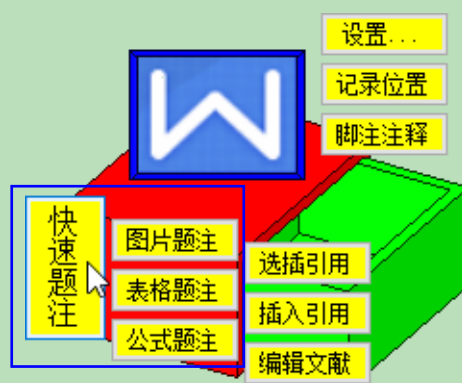 W
设置...
记录位置
脚注注释
快速题注
图片题注
表格题注
公式题注
选插引用
插入引用
编辑文献